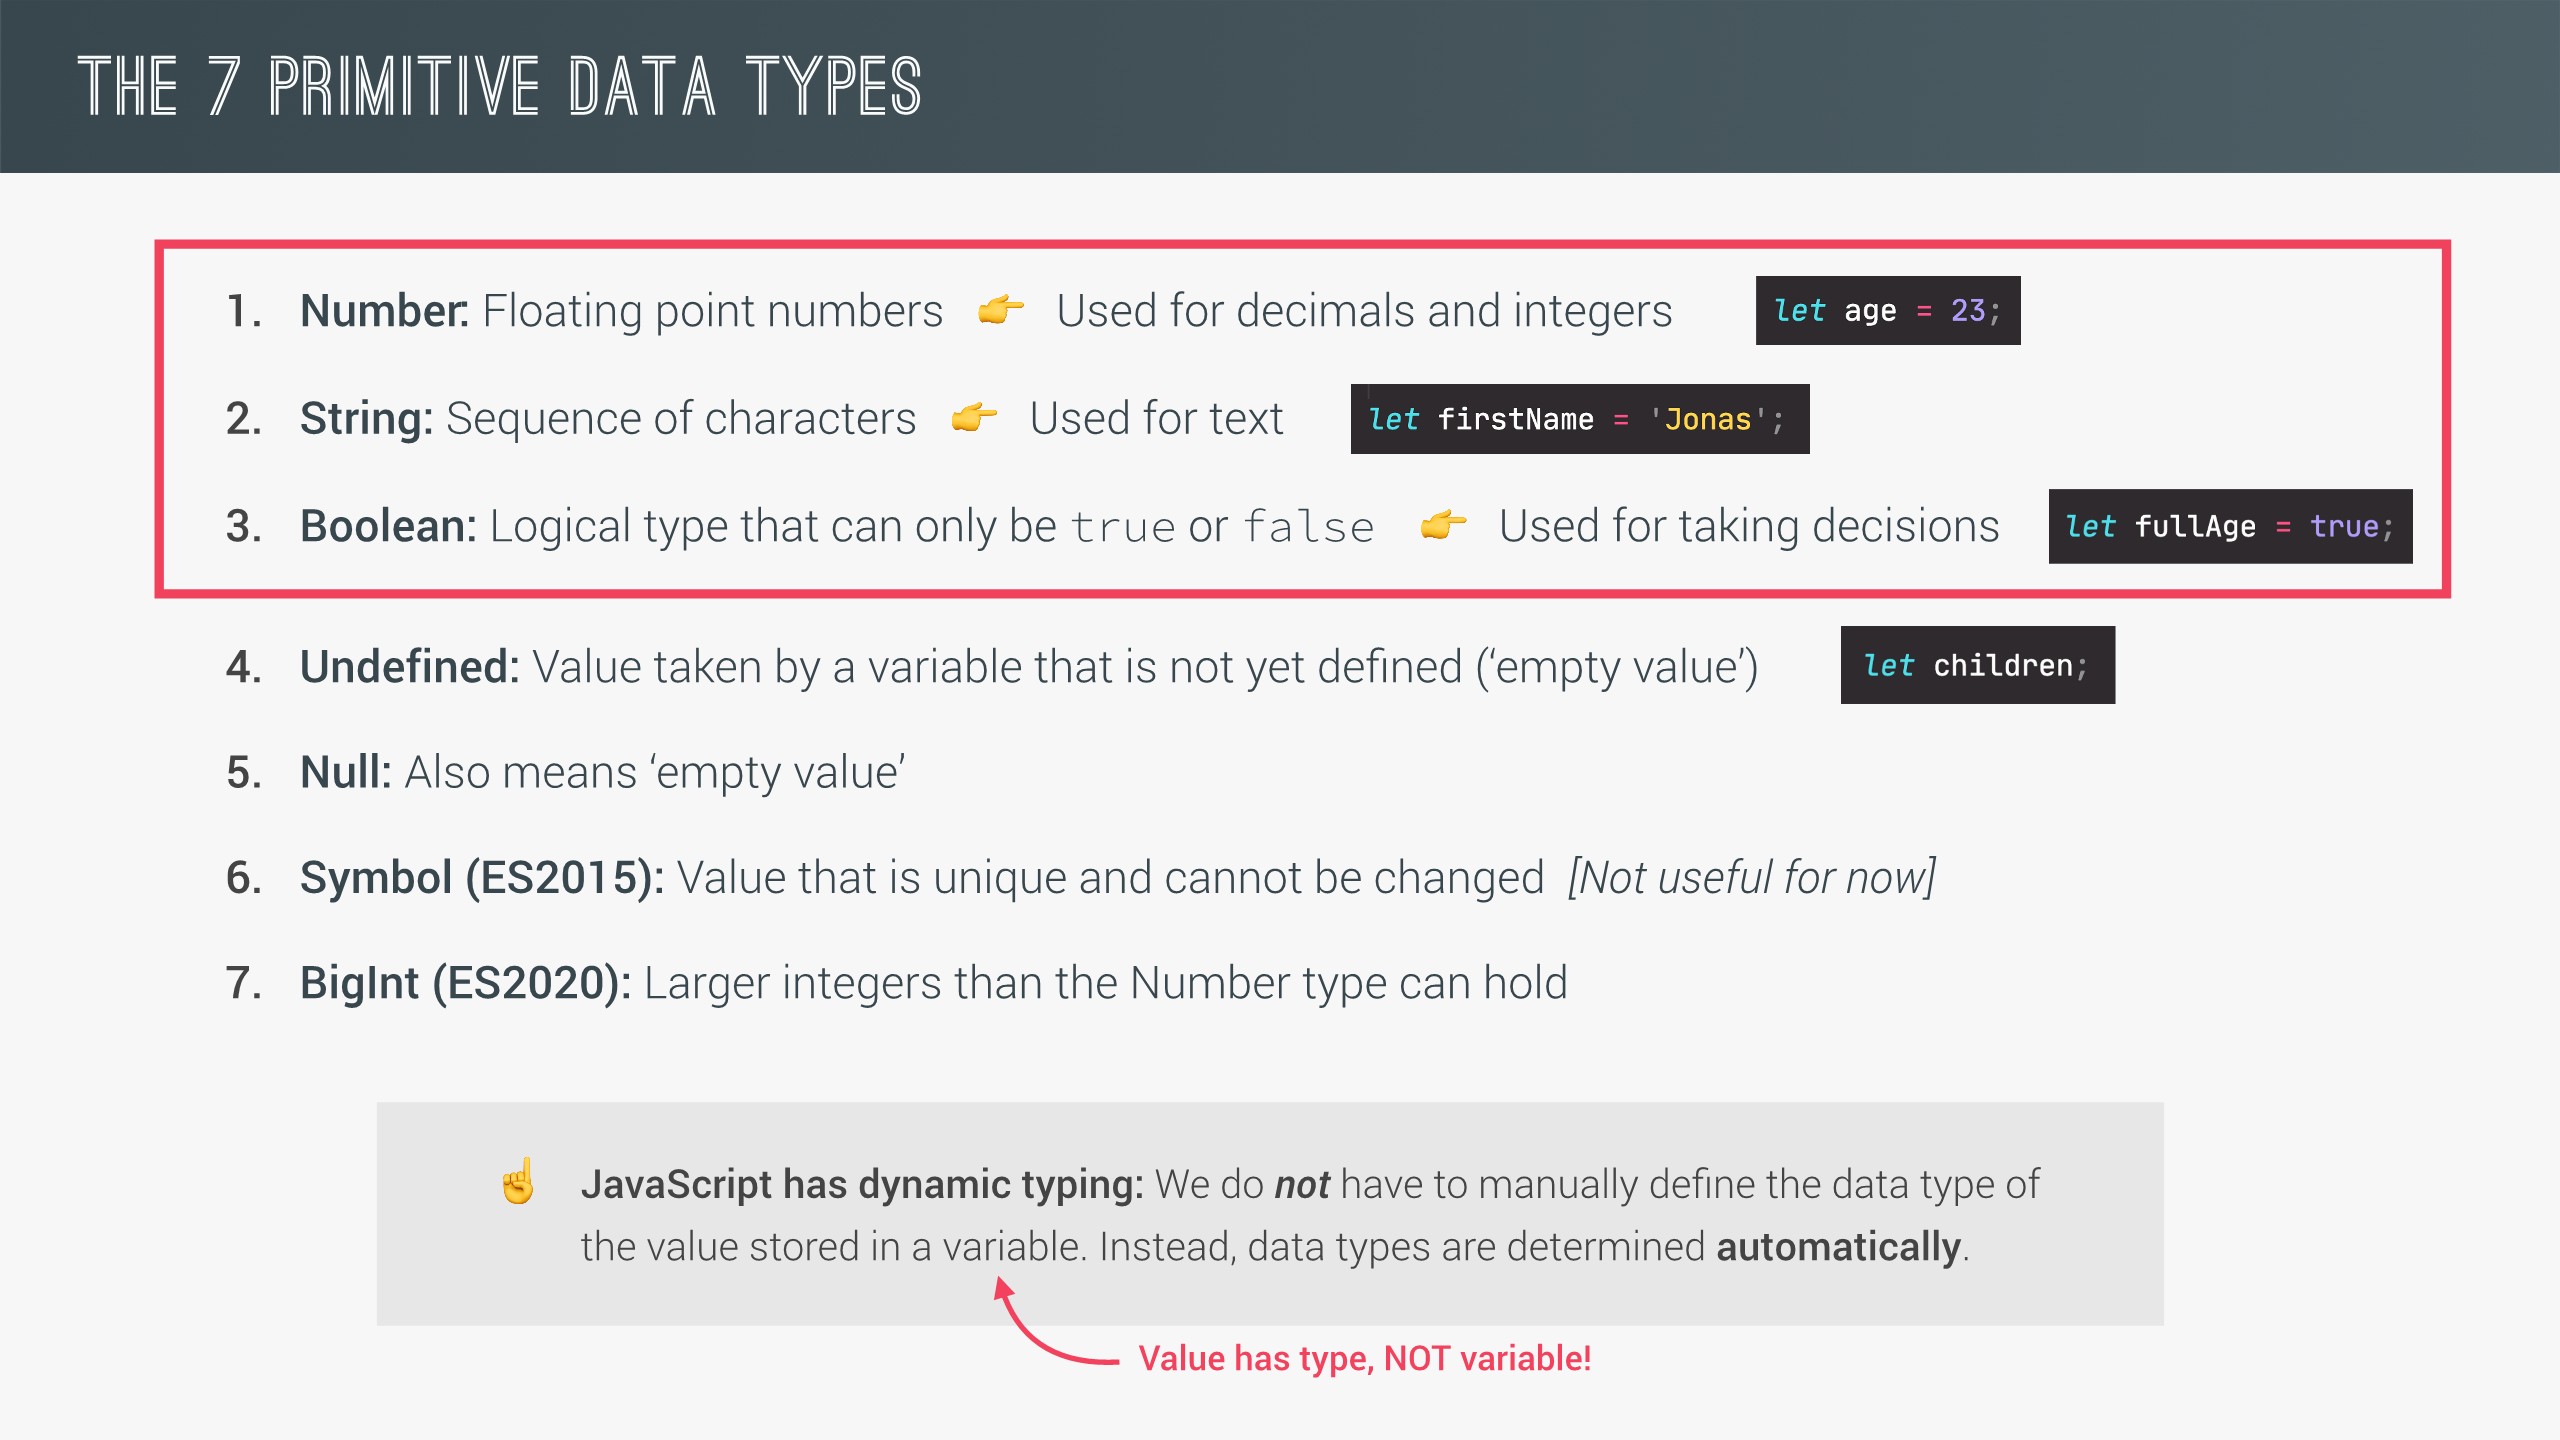 THE 7 PRIMITIVE DATA TYPES
1. Number: Floating point numbers 👉 Used for decimals and integers let age = 23;
2. String: Sequence of characters 👉 Used for text let firstName = 'Jonas';
3. Boolean: Logical type that can only be true or false 👉 Used for taking decisions let fullAge = true;
4. Undefined: Value taken by a variable that is not yet defined (‘empty value’) let children;
5. Null: Also means ‘empty value’
6. Symbol (ES2015): Value that is unique and cannot be changed [Not useful for now]
7. BigInt (ES2020): Larger integers than the Number type can hold
☝ JavaScript has dynamic typing: We do not have to manually define the data type of
the value stored in a variable. Instead, data types are determined automatically.
Value has type, NOT variable!